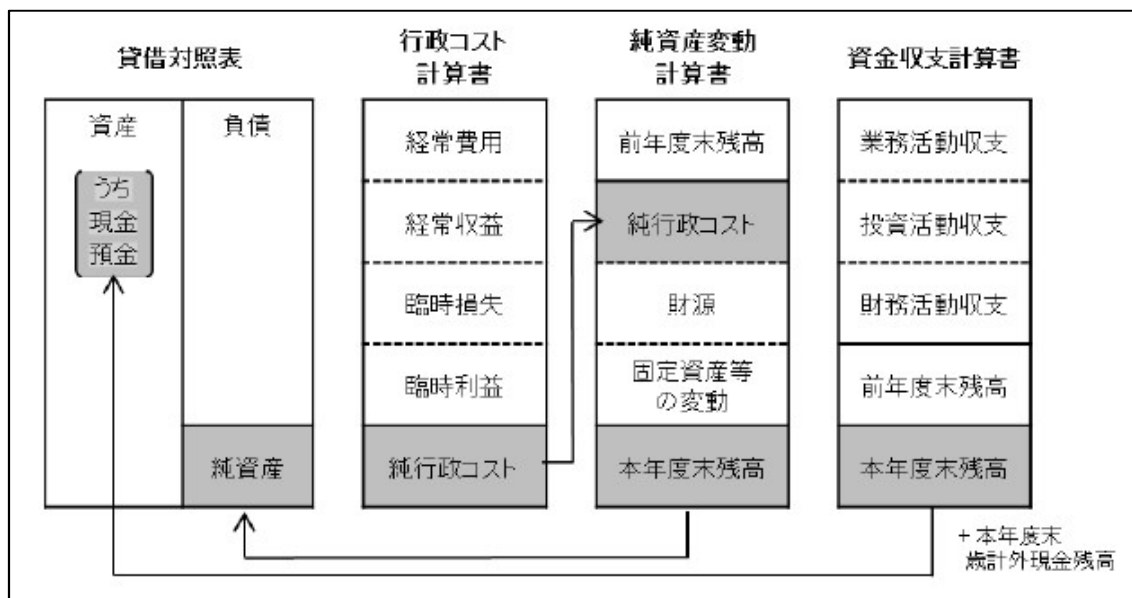 貸借対照表
資産
うち
現金
預金
負債
純資産
行政コスト
計算書
経常費用
経常収益
臨時損失
臨時利益
純行政コスト
純資産変動
計算書
前年度末残高
純行政コスト
財源
固定資産等
の変動
本年度末残高
資金収支計算書
業務活動収支
投資活動収支
財務活動収支
前年度末残高
本年度末残高
+本年度末
歳計外現金残高